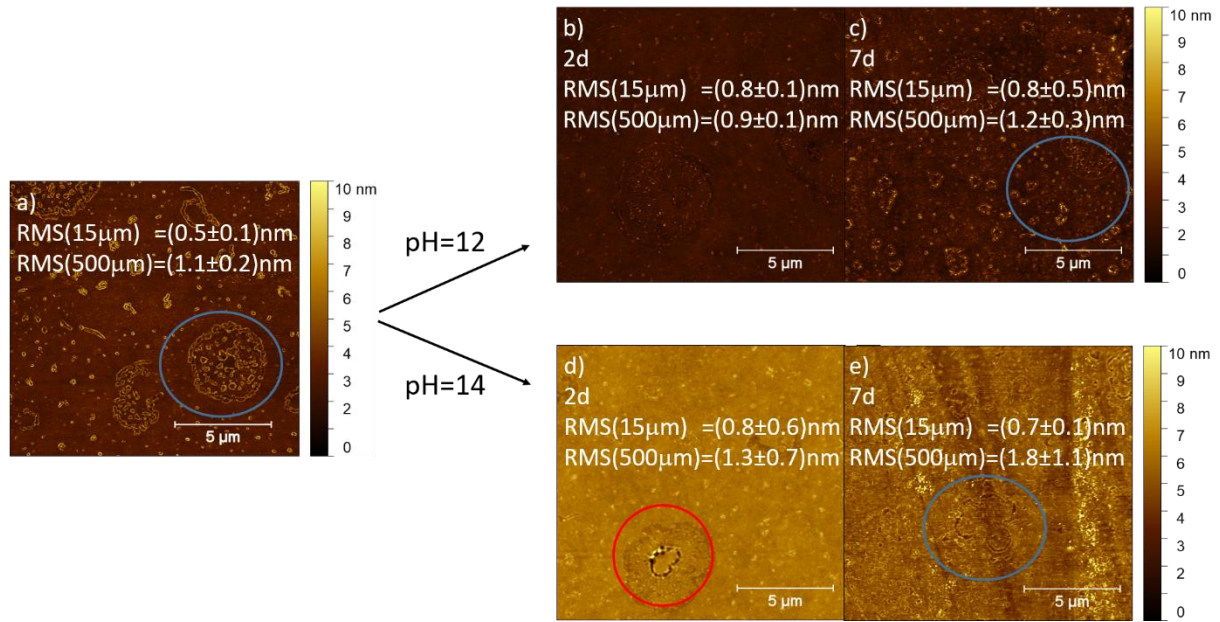 a)
RMS(15μm) =(0.5±0.1)nm
RMS(500μm)=(1.1±0.2)nm
5 μm
10 nm
9
8
7
6
5
4
3
2
1
0
pH=12
pH=14
b)
2d
RMS(15μm) =(0.8±0.1)nm
RMS(500μm)=(0.9±0.1)nm
5 μm
c)
7d
RMS(15μm) =(0.8±0.5)nm
RMS(500μm)=(1.2±0.3)nm
5 μm
10 nm
9
8
7
6
5
4
3
2
1
0
d)
2d
RMS(15μm) =(0.8±0.6)nm
RMS(500μm)=(1.3±0.7)nm
5 μm
e)
7d
RMS(15μm) =(0.7±0.1)nm
RMS(500μm)=(1.8±1.1)nm
5 μm
10 nm
9
8
7
6
5
4
3
2
1
0